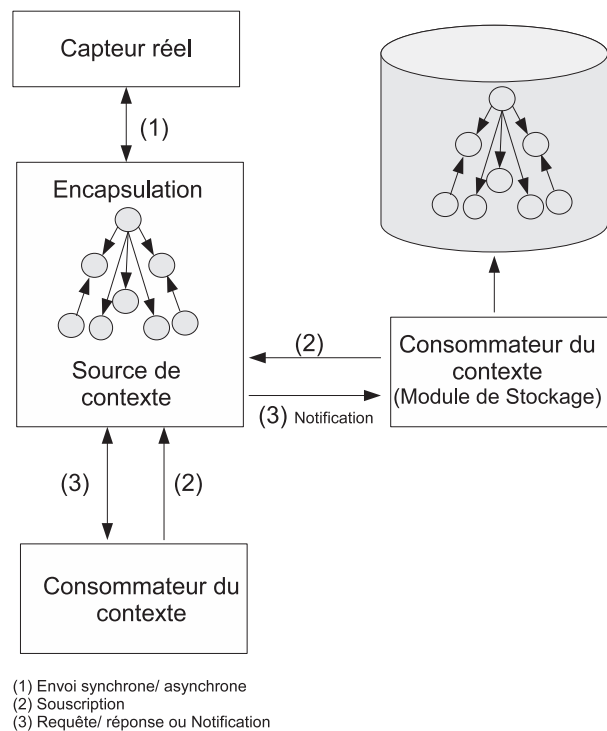 Capteur réel
(1)
Encapsulation
Source de
contexte
(2)
(3) Notification
Consommateur du
contexte
(Module de Stockage)
(3)
(2)
Consommateur du
contexte
(1) Envoi synchrone/ asynchrone
(2) Souscription
(3) Requête/ réponse ou Notification